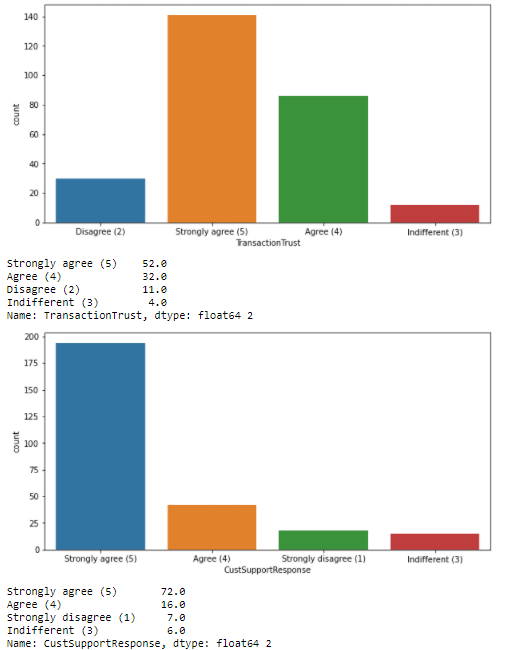 140
120
100
80
60
40
20
0
count
Disagree (2) Strongly agree (5) Agree (4) Indifferent (3)
TransactionTrust
Strongly agree (5) 52.0
Agree (4) 32.0
Disagree (2) 11.0
Indifferent (3) 4.0
Name: TransactionTrust, dtype: float64 2
200
175
150
125
100
75
50
25
0
count
Strongly agree (5) Agree (4) Strongly disagree (1) Indifferent (3)
CustSupportResponse
Strongly agree (5) 72.0
Agree (4) 16.0
Strongly disagree (1) 7.0
Indifferent (3) 6.0
Name: CustSupportResponse, dtype: float64 2